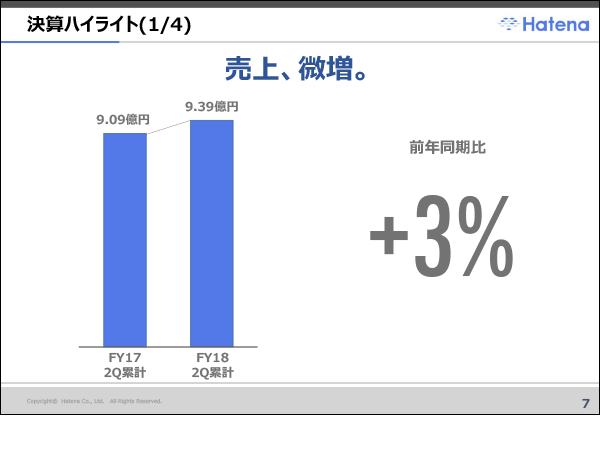 決算ハイライト(1/4)
Hatena
売上、微増。
9.09億円
9.39億円
前年同期比
+3%
FY17
2Q累計
FY18
2Q累計
Copyright© Hatena Co., Ltd. All Rights Reserved.
7